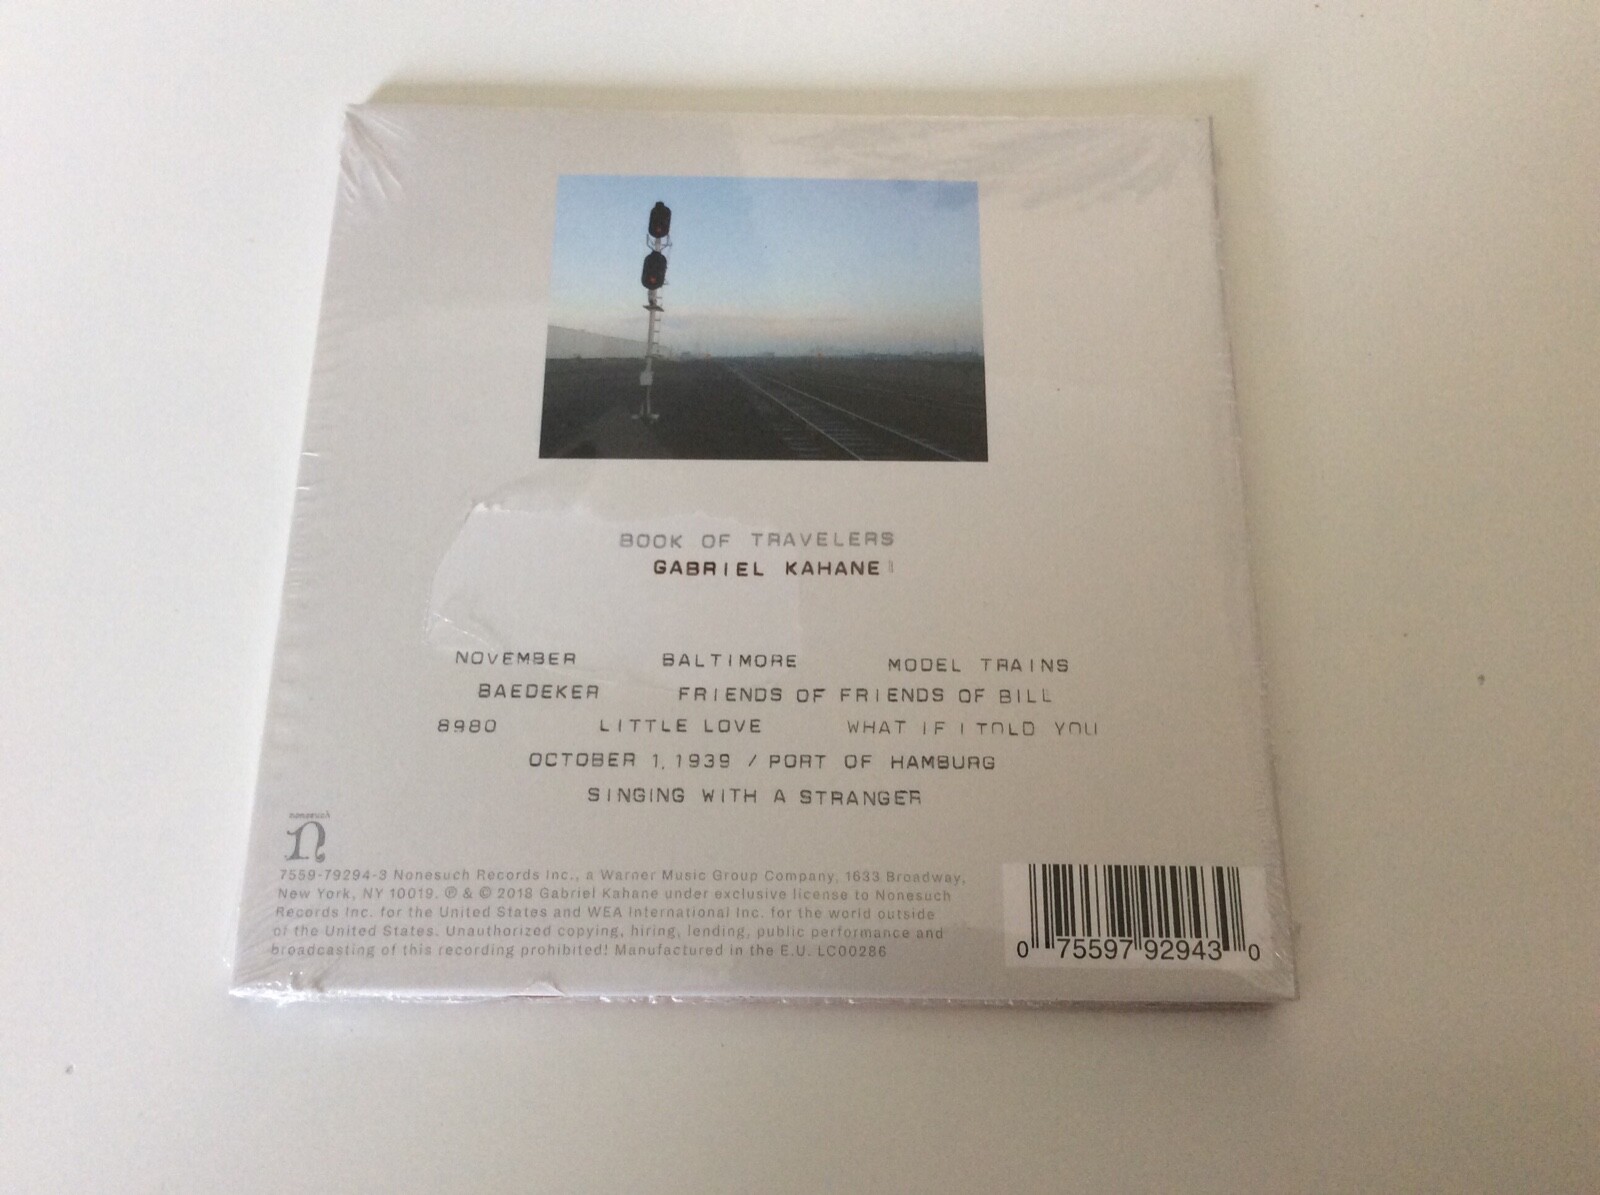 BOOK OF TRAVELERS
GABRIEL KAHANE
NOVEMBER BALTIMORE MODEL TRAINS
BAEDEKER FRIENDS OF FRIENDS OF BILL
8980 LITTLE LOVE WHAT IF I TOLD YOU
OCTOBER 1, 1939 / PORT OF HAMBURG
SINGING WITH A STRANGER
nonesuch
n
7559-79294-3 Nonesuch Records Inc., a Warner Music Group Company, 1633 Broadway,
New York, NY 10019. ℗ & © 2018 Gabriel Kahane under exclusive license to Nonesuch
Records Inc. for the United States and WEA International Inc. for the world outside
of the United States. Unauthorized copying, hiring, lending, public performance and
broadcasting of this recording prohibited! Manufactured in the E.U. LC00286
0 75597 92943 0